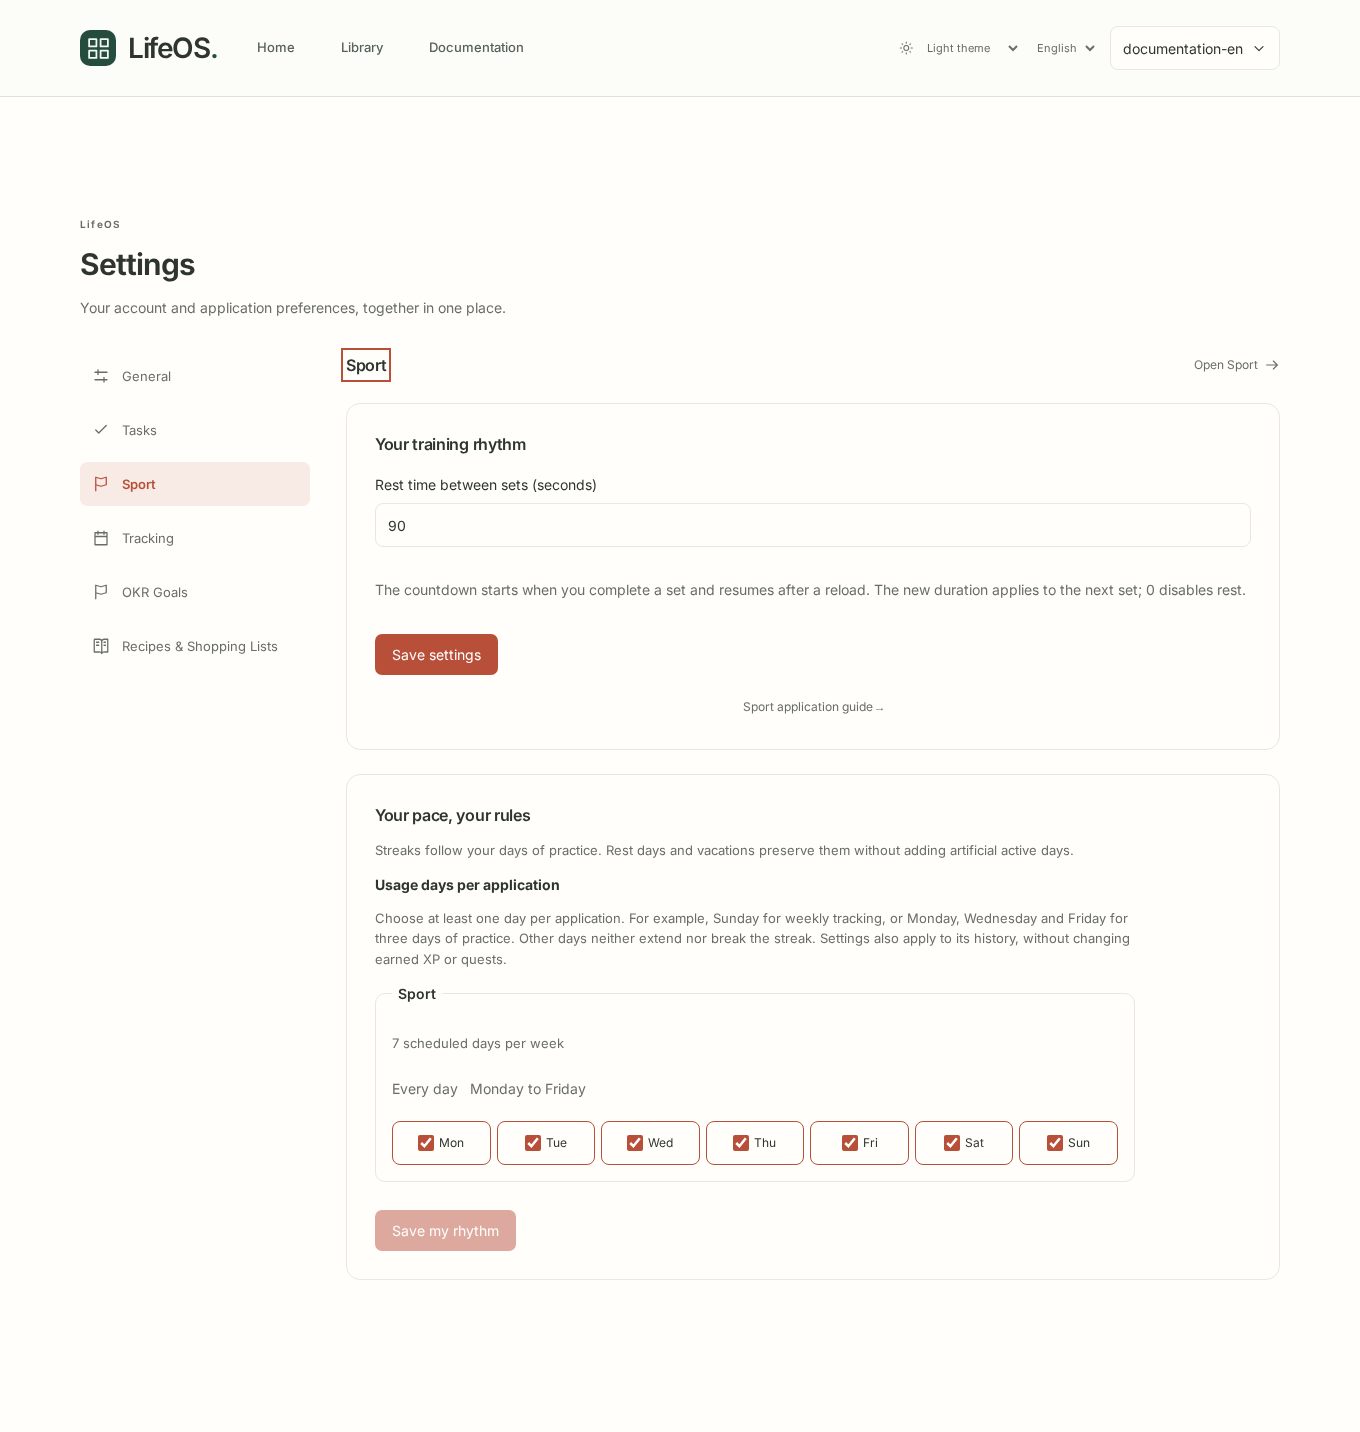 LifeOS.
Home
Library
Documentation
Light theme
English
documentation-en
LifeOS
Settings
Your account and application preferences, together in one place.
General
Tasks
Sport
Tracking
OKR Goals
Recipes & Shopping Lists
Sport
Open Sport →
Your training rhythm
Rest time between sets (seconds)
90
The countdown starts when you complete a set and resumes after a reload. The new duration applies to the next set; 0 disables rest.
Save settings
Sport application guide→
Your pace, your rules
Streaks follow your days of practice. Rest days and vacations preserve them without adding artificial active days.
Usage days per application
Choose at least one day per application. For example, Sunday for weekly tracking, or Monday, Wednesday and Friday for
three days of practice. Other days neither extend nor break the streak. Settings also apply to its history, without changing
earned XP or quests.
Sport
7 scheduled days per week
Every day Monday to Friday
Mon Tue Wed Thu Fri Sat Sun
Save my rhythm